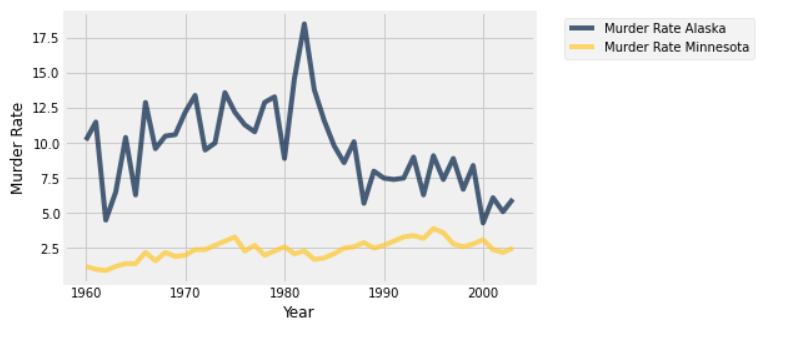 Murder Rate Alaska
Murder Rate Minnesota
Murder Rate
17.5
15.0
12.5
10.0
7.5
5.0
2.5
1960 1970 1980 1990 2000
Year